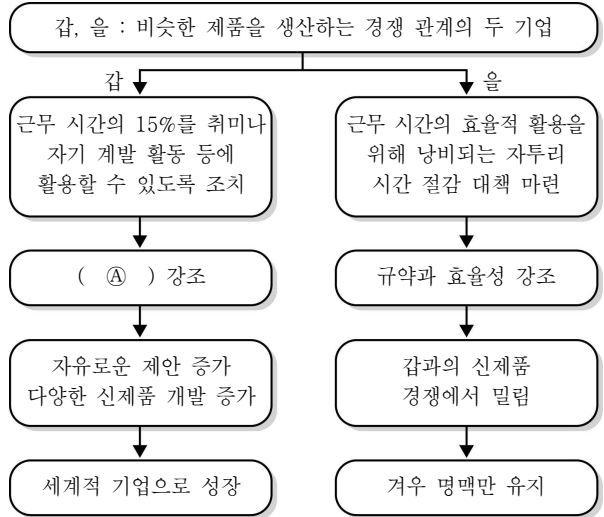 갑, 을 : 비슷한 제품을 생산하는 경쟁 관계의 두 기업
갑
을
근무 시간의 15%를 취미나
자기 계발 활동 등에
활용할 수 있도록 조치
근무 시간의 효율적 활용을
위해 낭비되는 자투리
시간 절감 대책 마련
( Ⓐ ) 강조
규약과 효율성 강조
자유로운 제안 증가
다양한 신제품 개발 증가
갑과의 신제품
경쟁에서 밀림
세계적 기업으로 성장
겨우 명맥만 유지